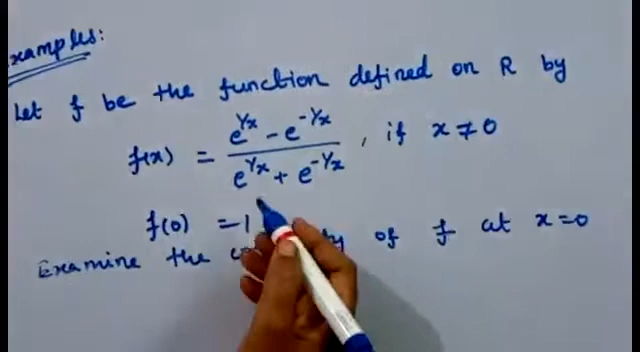 Examples:
Let f be the function defined on R by
f(x) = (e^{1/x} - e^{-1/x}) / (e^{1/x} + e^{-1/x}), if x ≠ 0
f(0) = -1
Examine the of f at x=0